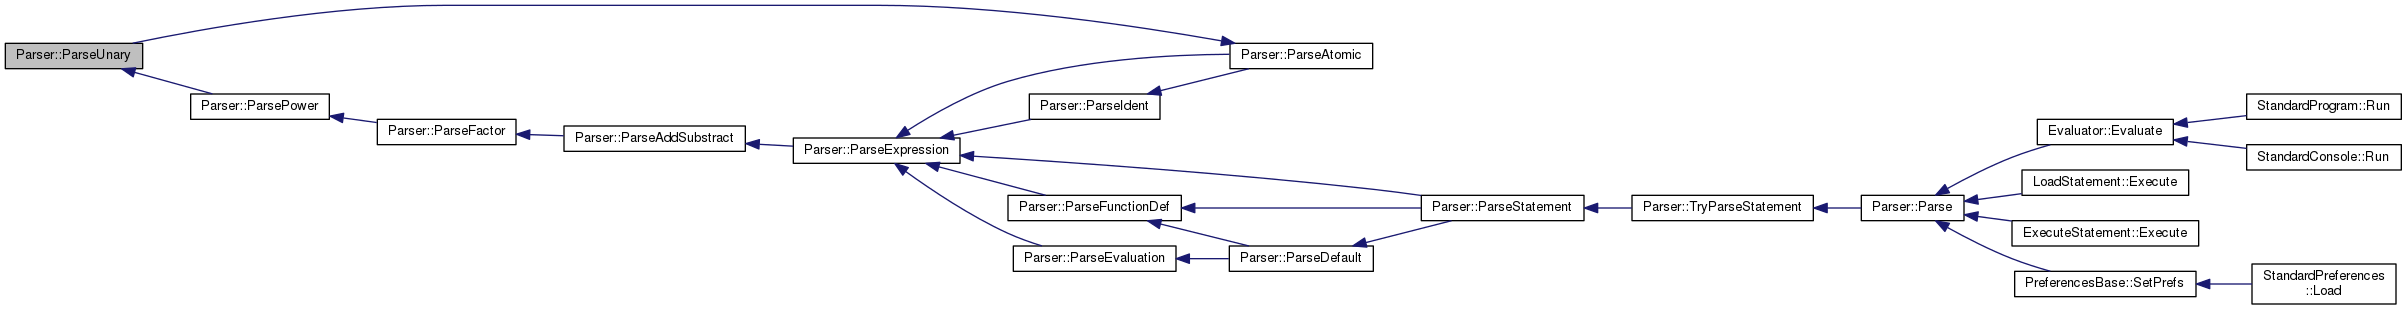 Parser::ParseUnary
Parser::ParsePower
Parser::ParseFactor
Parser::ParseAddSubstract
Parser::ParseExpression
Parser::ParseAtomic
Parser::ParseIdent
Parser::ParseFunctionDef
Parser::ParseEvaluation
Parser::ParseDefault
Parser::ParseStatement
Parser::TryParseStatement
Parser::Parse
Evaluator::Evaluate
LoadStatement::Execute
ExecuteStatement::Execute
PreferencesBase::SetPrefs
StandardProgram::Run
StandardConsole::Run
StandardPreferences
::Load